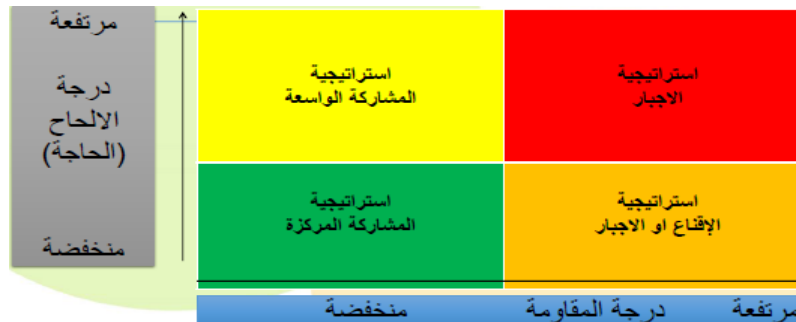 مرتفعة
درجة
الالحاح
(الحاجة)
منخفضة
استراتيجية
الاجبار
استراتيجية
المشاركة الواسعة
استراتيجية
الإقناع او الاجبار
استراتيجية
المشاركة المركزة
مرتفعة درجة المقاومة منخفضة